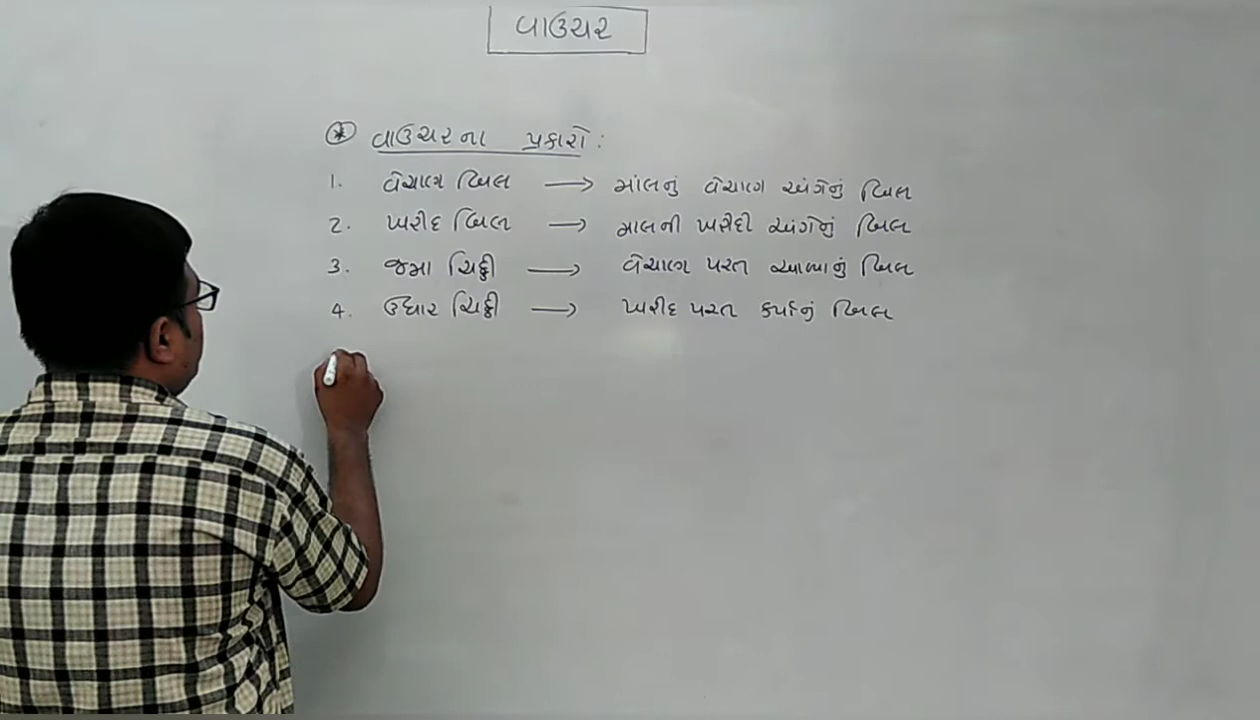 વાઉચર
* વાઉચરના પ્રકારો :
1. વેચાણ બિલ → માંલનું વેચાણ અંગેનું બિલ
2. ખરીદ બિલ → માલની ખરીદી અંગેનું બિલ
3. જમા ચિઠ્ઠી → વેચાણ પરત આવ્યાનું બિલ
4. ઉધાર ચિઠ્ઠી → ખરીદ પરત કર્યાનું બિલ